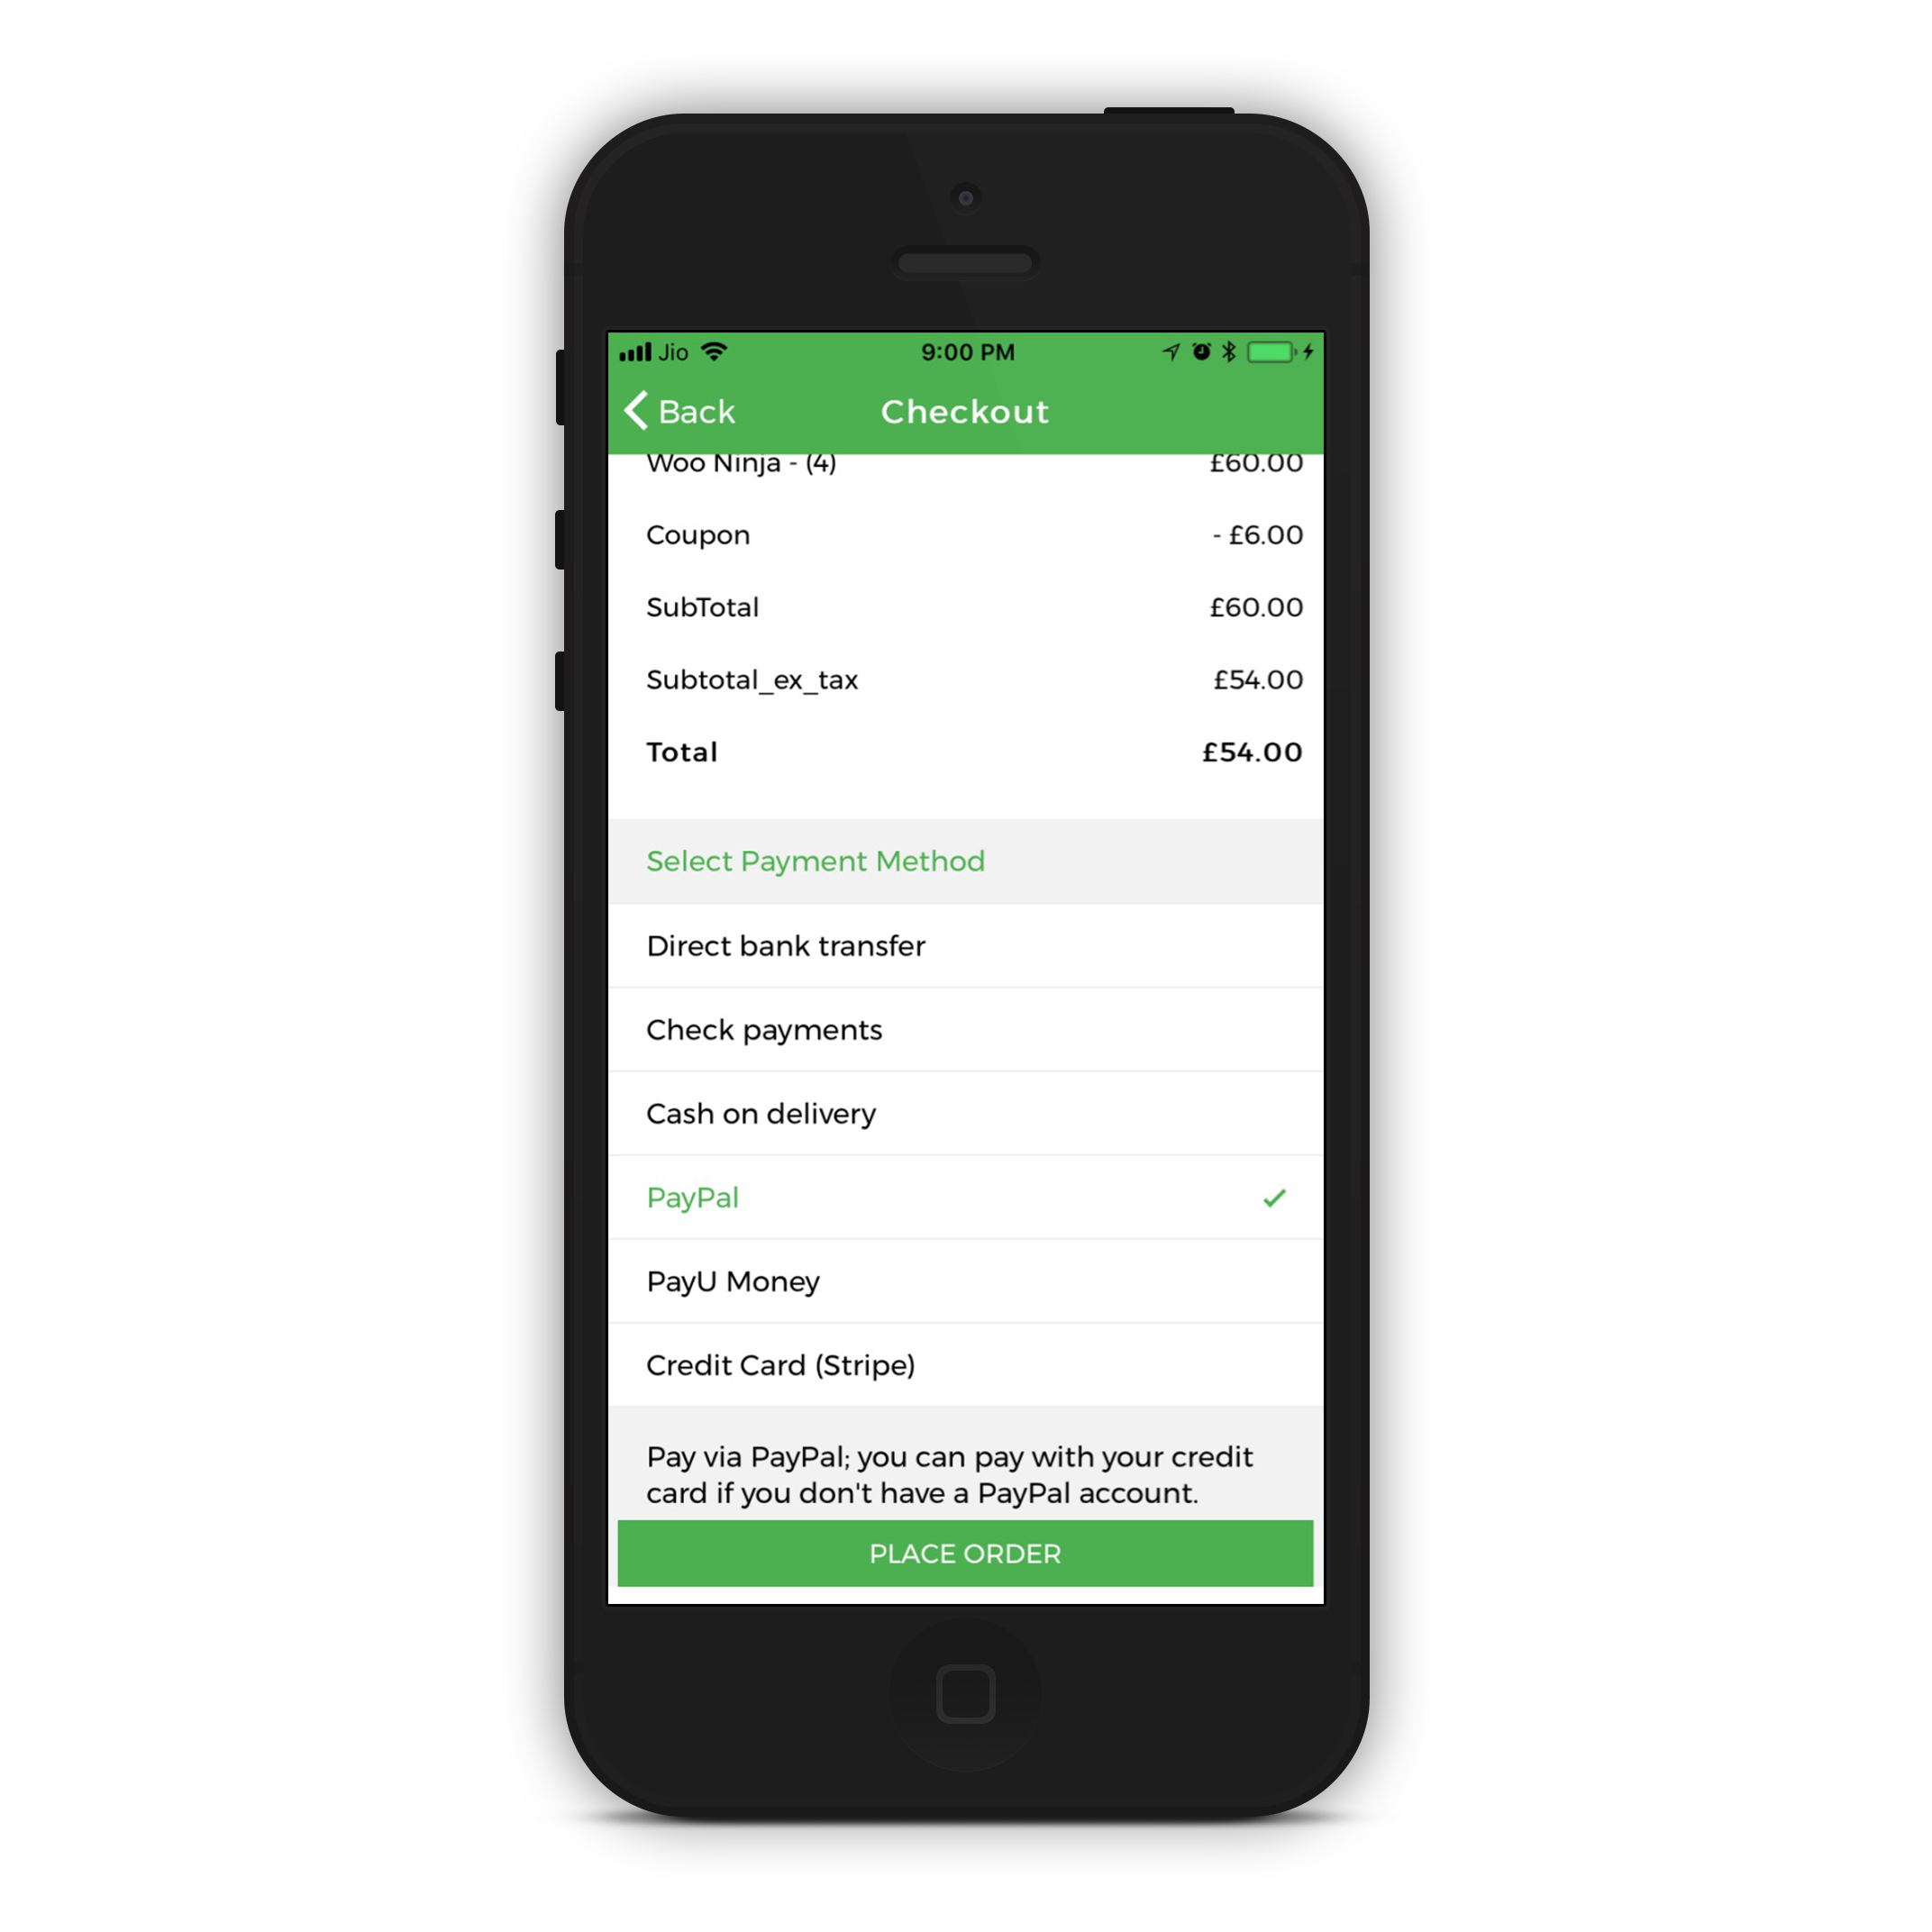 Jio 9:00 PM
Back Checkout
Woo Ninja - (4) £60.00
Coupon - £6.00
SubTotal £60.00
Subtotal_ex_tax £54.00
Total £54.00
Select Payment Method
Direct bank transfer
Check payments
Cash on delivery
PayPal
PayU Money
Credit Card (Stripe)
Pay via PayPal; you can pay with your credit
card if you don't have a PayPal account.
PLACE ORDER